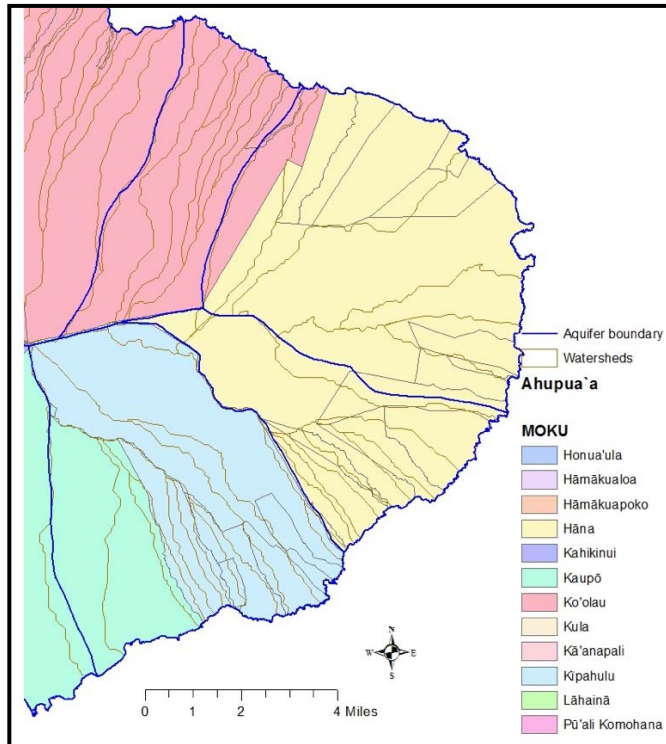 Aquifer boundary
Watersheds
Ahupua`a
MOKU
Honua'ula
Hāmākualoa
Hāmākuapoko
Hāna
Kahikinui
Kaupō
Ko'olau
Kula
Kā'anapali
Kīpahulu
Lāhainā
Pū'ali Komohana
N
W E
S
0 1 2 4 Miles